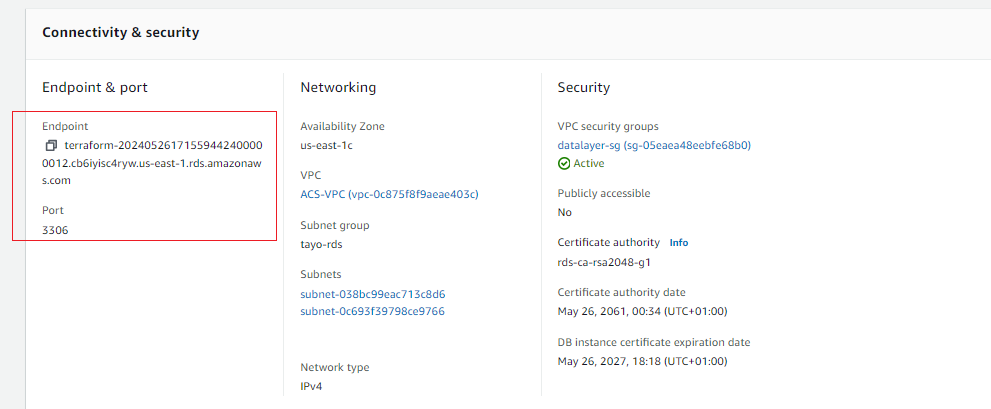 Connectivity & security
Endpoint & port
Endpoint
terraform-2024052617155944240000
0012.cb6iyisc4ryw.us-east-1.rds.amazonaw
s.com
Port
3306
Networking
Availability Zone
us-east-1c
VPC
ACS-VPC (vpc-0c875f8f9aeae403c)
Subnet group
tayo-rds
Subnets
subnet-038bc99eac713c8d6
subnet-0c693f39798ce9766
Network type
IPv4
Security
VPC security groups
datalayer-sg (sg-05eaea48eebfe68b0)
Active
Publicly accessible
No
Certificate authority Info
rds-ca-rsa2048-g1
Certificate authority date
May 26, 2061, 00:34 (UTC+01:00)
DB instance certificate expiration date
May 26, 2027, 18:18 (UTC+01:00)